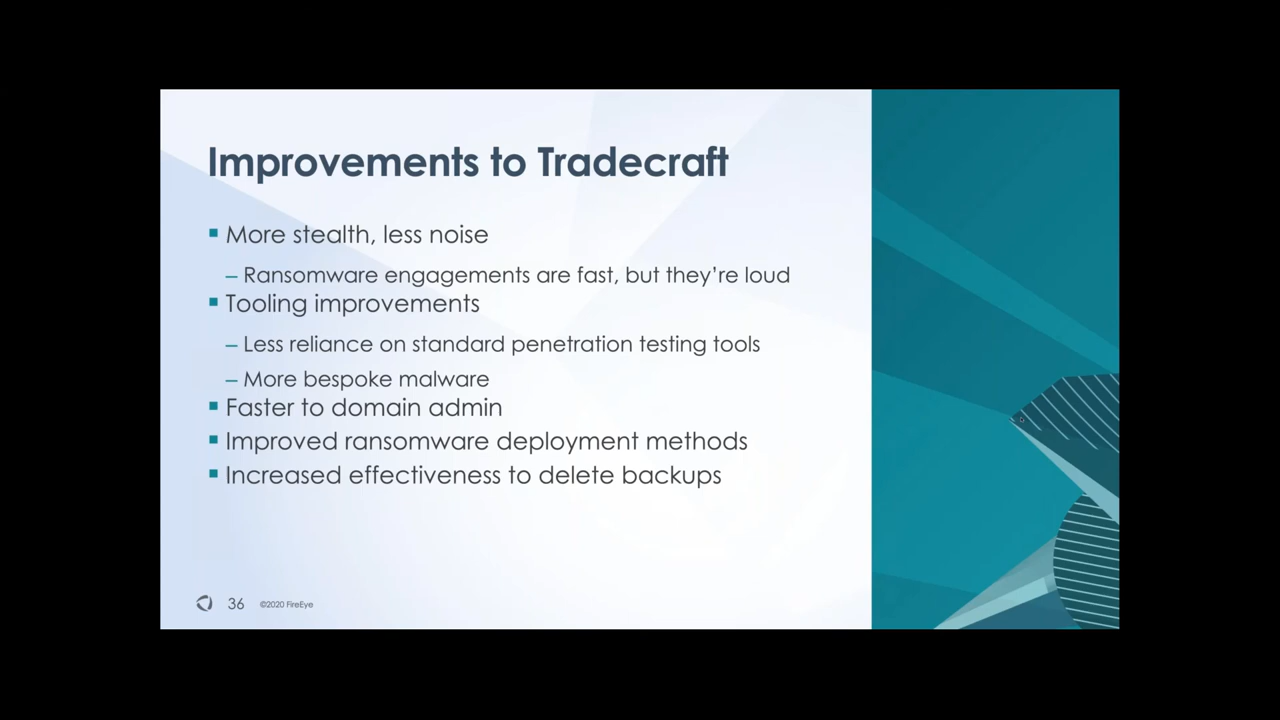 Improvements to Tradecraft
▪ More stealth, less noise
– Ransomware engagements are fast, but they’re loud
▪ Tooling improvements
– Less reliance on standard penetration testing tools
– More bespoke malware
▪ Faster to domain admin
▪ Improved ransomware deployment methods
▪ Increased effectiveness to delete backups
36 ©2020 FireEye